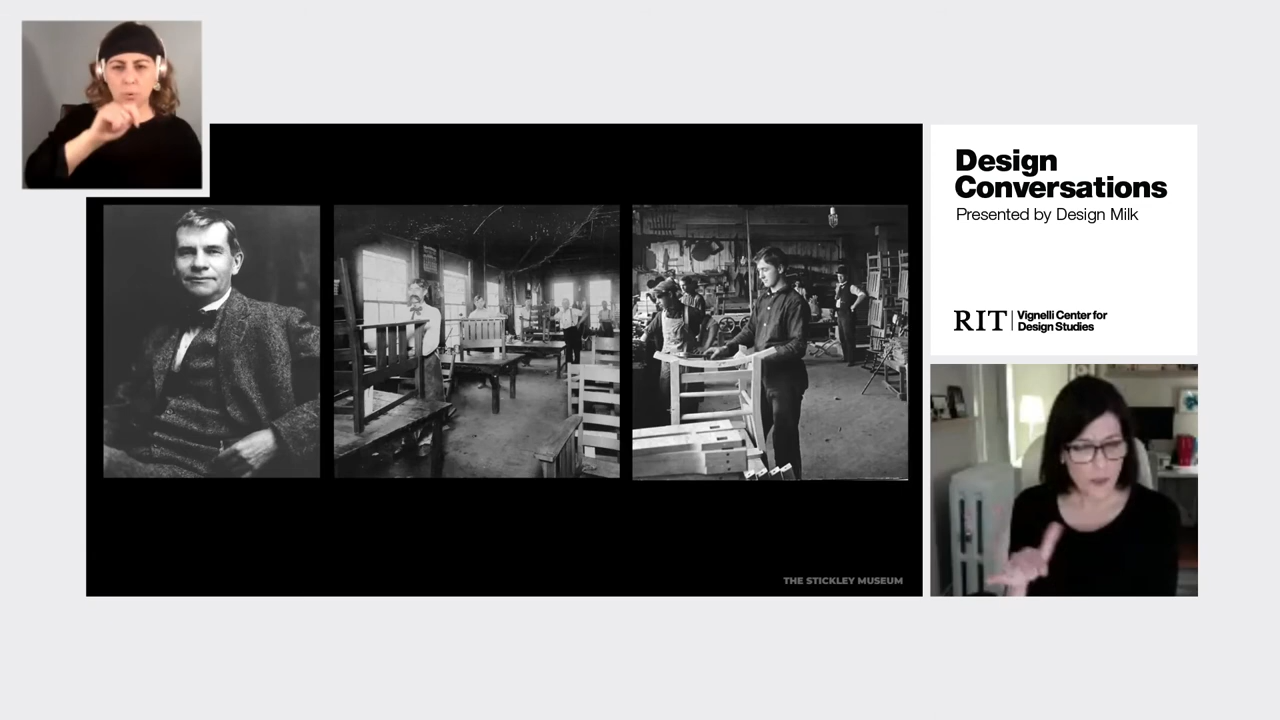 Design
Conversations
Presented by Design Milk
RIT | Vignelli Center for
Design Studies
THE STICKLEY MUSEUM